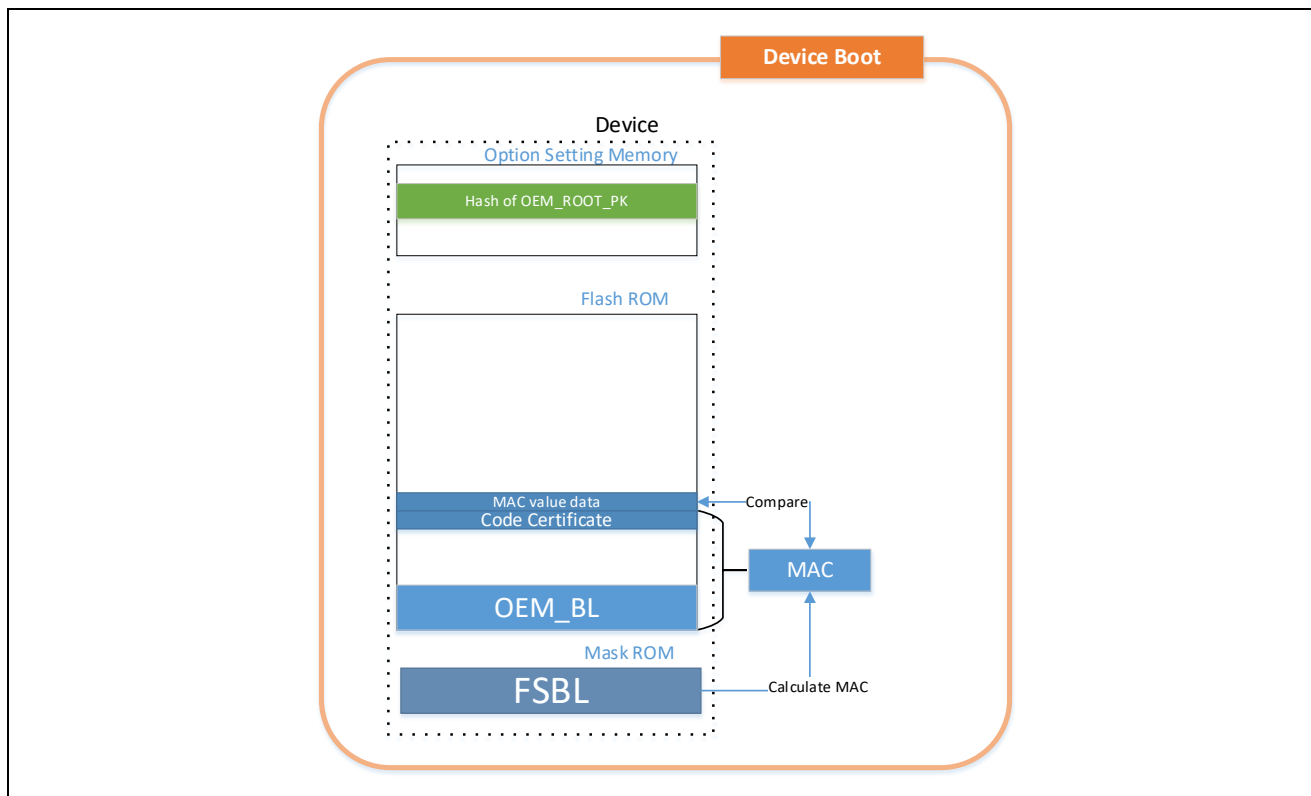 Device Boot
Device
Option Setting Memory
Hash of OEM_ROOT_PK
Flash ROM
MAC value data
Compare
Code Certificate
MAC
OEM_BL
Mask ROM
FSBL
Calculate MAC